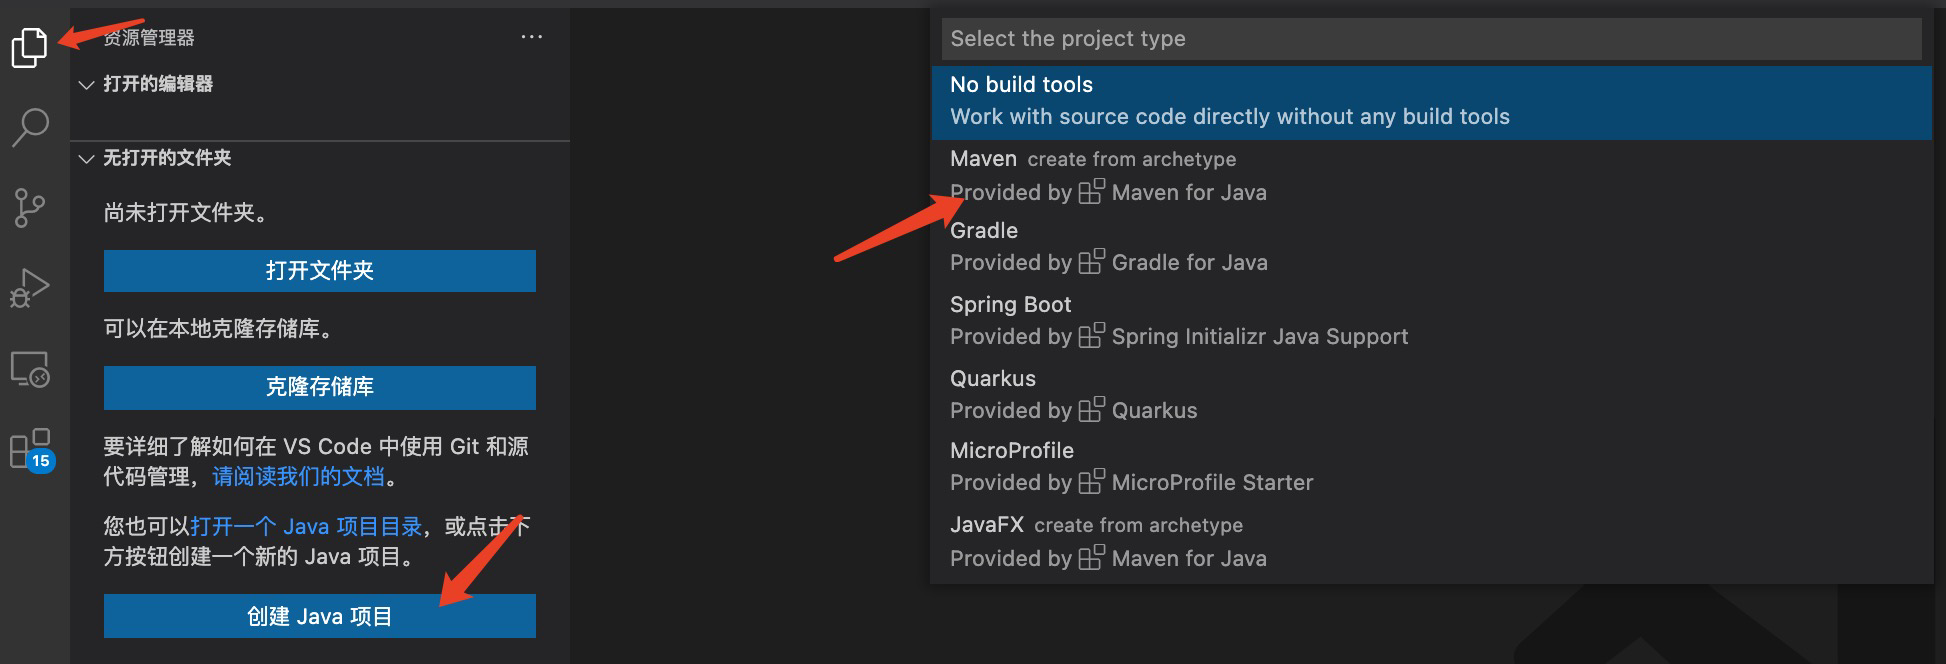 资源管理器
打开的编辑器
无打开的文件夹
尚未打开文件夹。
打开文件夹
可以在本地克隆存储库。
克隆存储库
要详细了解如何在 VS Code 中使用 Git 和源
代码管理，请阅读我们的文档。
您也可以打开一个 Java 项目目录，或点击下
方按钮创建一个新的 Java 项目。
创建 Java 项目
15
Select the project type
No build tools
Work with source code directly without any build tools
Maven create from archetype
Provided by Maven for Java
Gradle
Provided by Gradle for Java
Spring Boot
Provided by Spring Initializr Java Support
Quarkus
Provided by Quarkus
MicroProfile
Provided by MicroProfile Starter
JavaFX create from archetype
Provided by Maven for Java